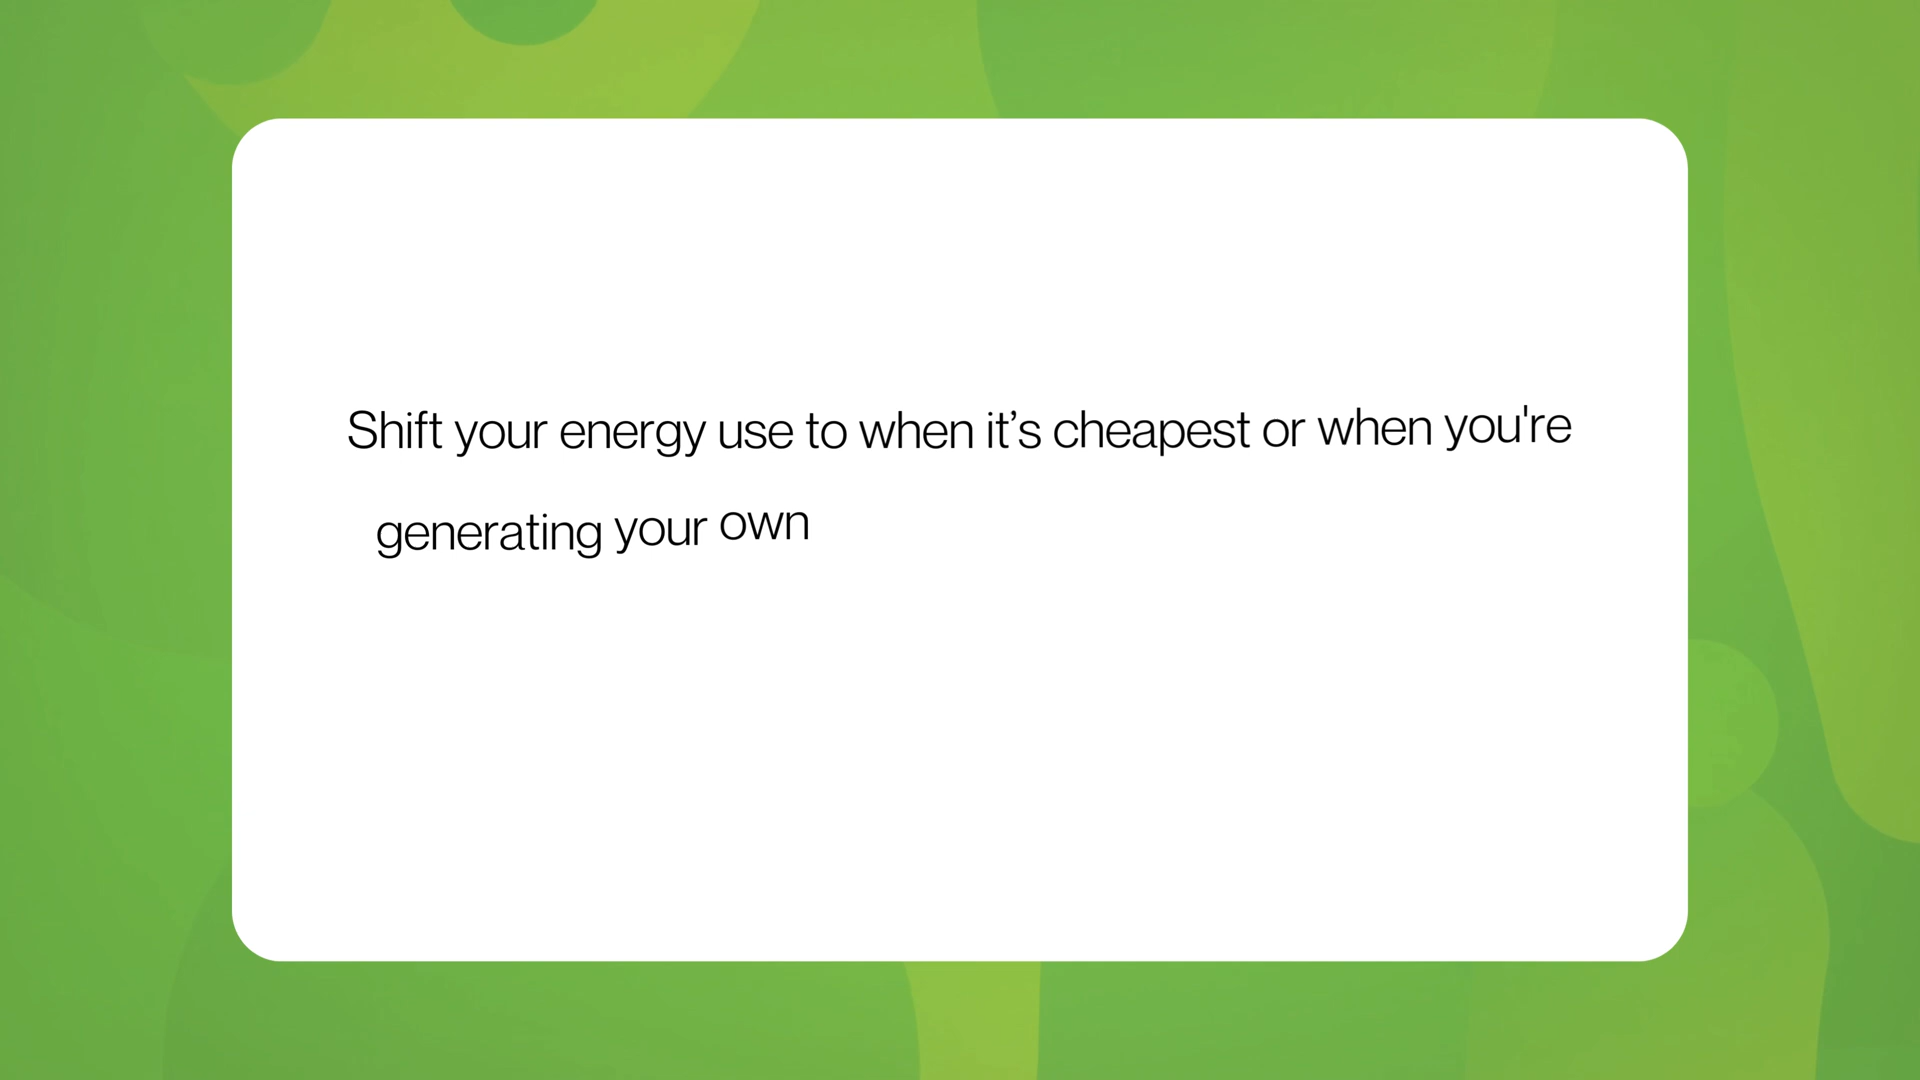 Shift your energy use to when it’s cheapest or when you're
generating your own